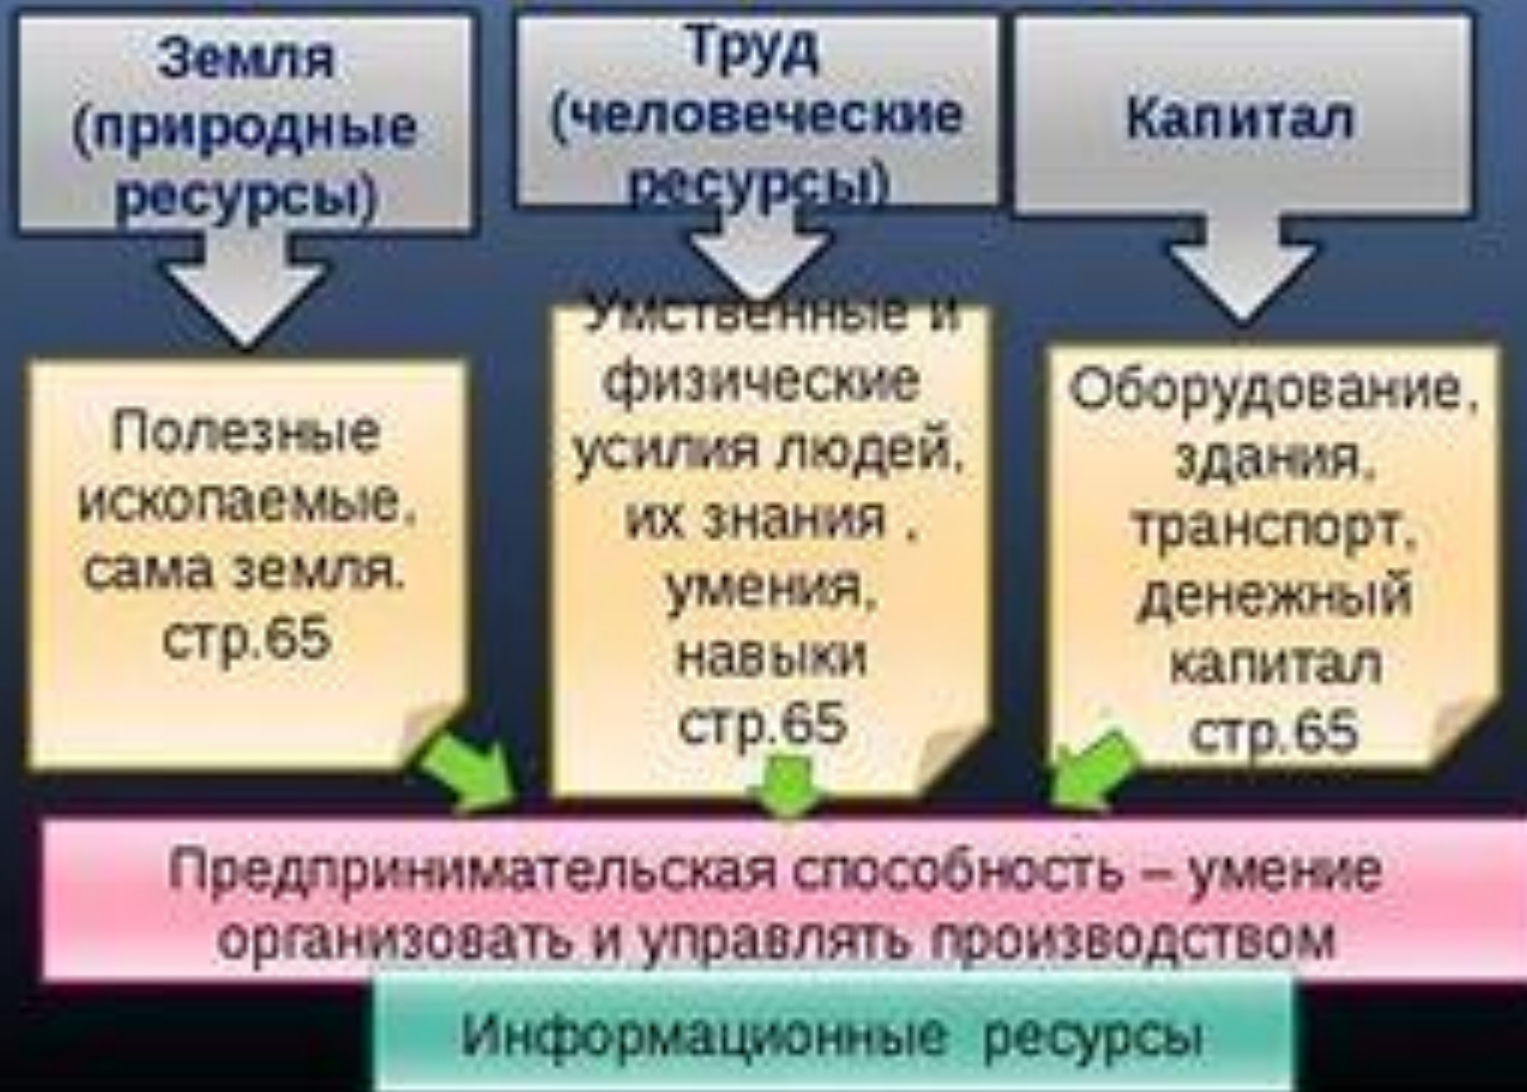 Земля
(природные
ресурсы)
Труд
(человеческие
ресурсы)
Капитал
Полезные
ископаемые,
сама земля.
стр.65
Умственные и
физические
усилия людей,
их знания ,
умения,
навыки
стр.65
Оборудование,
здания,
транспорт,
денежный
капитал
стр.65
Предпринимательская способность – умение
организовать и управлять производством
Информационные ресурсы